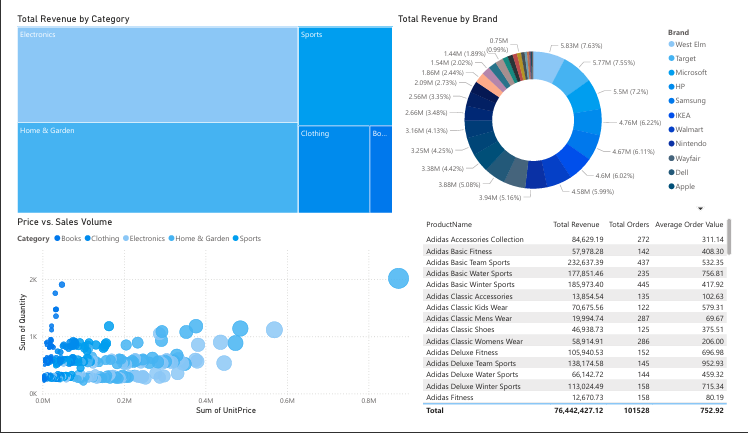 Total Revenue by Category
Electronics
Sports
Home & Garden
Clothing
Bo...
Total Revenue by Brand
0.75M
(0.99%)
1.44M (1.89%)
1.54M (2.02%)
1.86M (2.44%)
2.09M (2.73%)
2.56M (3.35%)
2.66M (3.48%)
3.16M (4.13%)
3.25M (4.25%)
3.38M (4.42%)
3.88M (5.08%)
3.94M (5.16%)
5.83M (7.63%)
5.77M (7.55%)
5.5M (7.2%)
4.76M (6.22%)
4.67M (6.11%)
4.6M (6.02%)
4.58M (5.99%)
Brand
West Elm
Target
Microsoft
HP
Samsung
IKEA
Walmart
Nintendo
Wayfair
Dell
Apple
Price vs. Sales Volume
Category Books Clothing Electronics Home & Garden Sports
Sum of Quantity
2K
1K
0K
0.0M 0.2M 0.4M 0.6M 0.8M
Sum of UnitPrice
ProductName Total Revenue Total Orders Average Order Value
Adidas Accessories Collection 84,629.19 272 311.14
Adidas Basic Fitness 57,978.28 142 408.30
Adidas Basic Team Sports 232,637.39 437 532.35
Adidas Basic Water Sports 177,851.46 235 756.81
Adidas Basic Winter Sports 185,973.40 445 417.92
Adidas Classic Accessories 13,854.54 135 102.63
Adidas Classic Kids Wear 70,675.56 122 579.31
Adidas Classic Mens Wear 19,994.74 287 69.67
Adidas Classic Shoes 46,938.73 125 375.51
Adidas Classic Womens Wear 58,914.91 286 206.00
Adidas Deluxe Fitness 105,940.53 152 696.98
Adidas Deluxe Team Sports 138,174.58 145 952.93
Adidas Deluxe Water Sports 66,142.72 144 459.32
Adidas Deluxe Winter Sports 113,024.49 158 715.34
Adidas Fitness 12,670.73 158 80.19
Total 76,442,427.12 101528 752.92